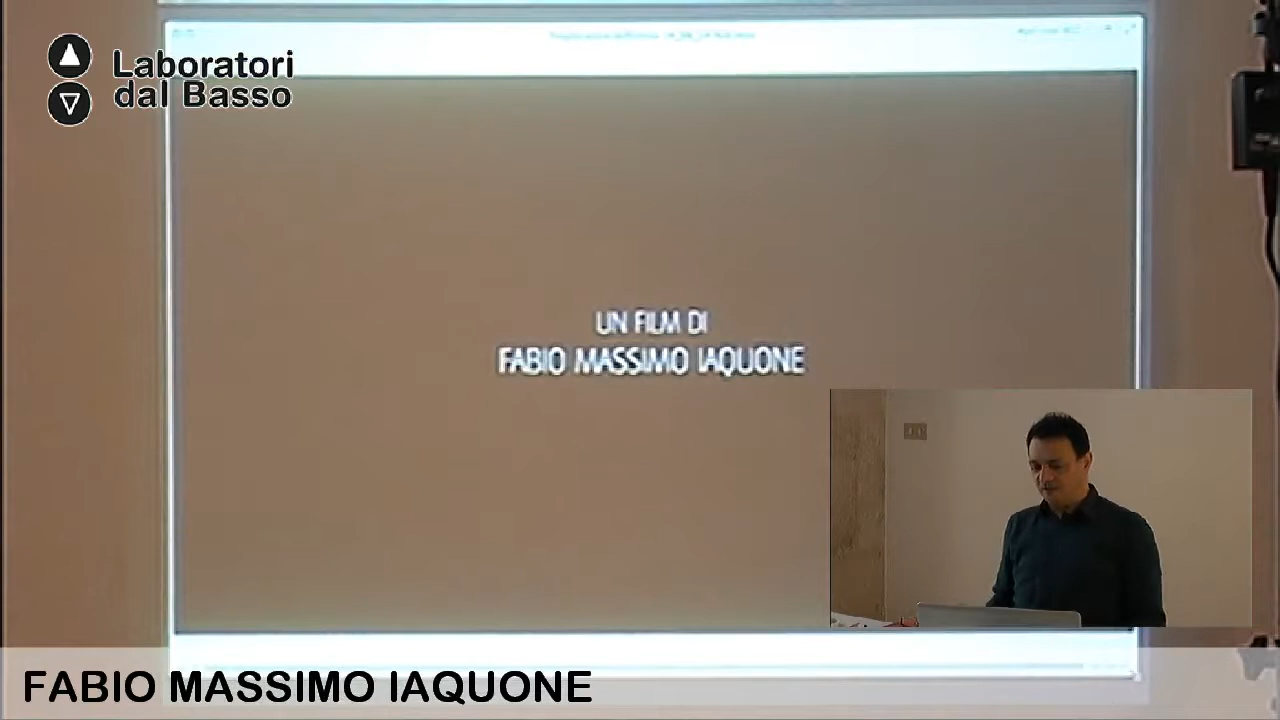 Laboratori
dal Basso
UN FILM DI
FABIO MASSIMO IAQUONE
FABIO MASSIMO IAQUONE